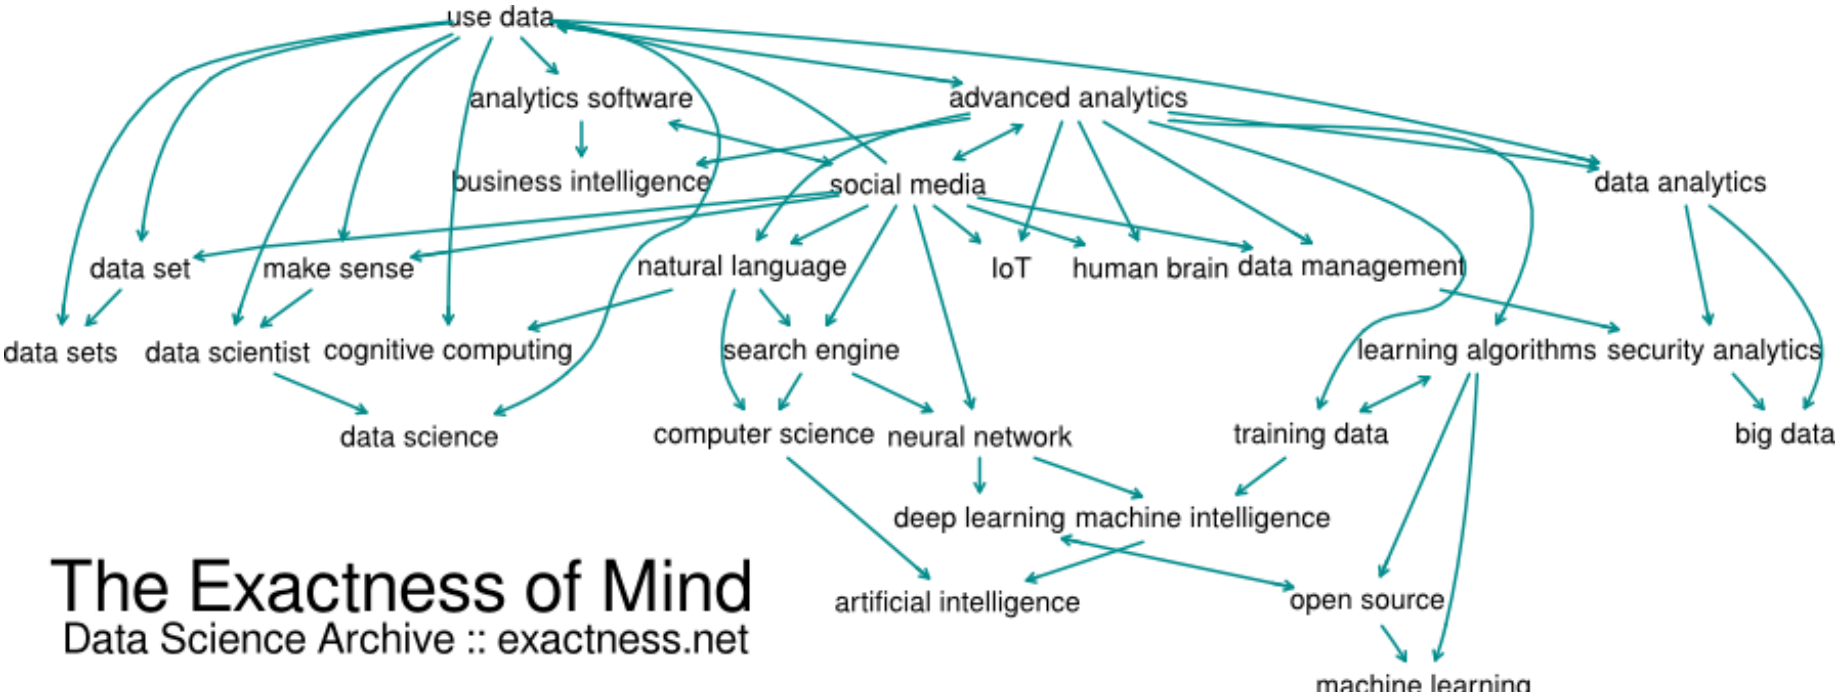 use data
analytics software
advanced analytics
business intelligence
social media
data analytics
data set
make sense
natural language
IoT
human brain
data management
data sets
data scientist
cognitive computing
search engine
learning algorithms
security analytics
data science
computer science
neural network
training data
big data
deep learning
machine intelligence
The Exactness of Mind
artificial intelligence
open source
Data Science Archive :: exactness.net
machine learning